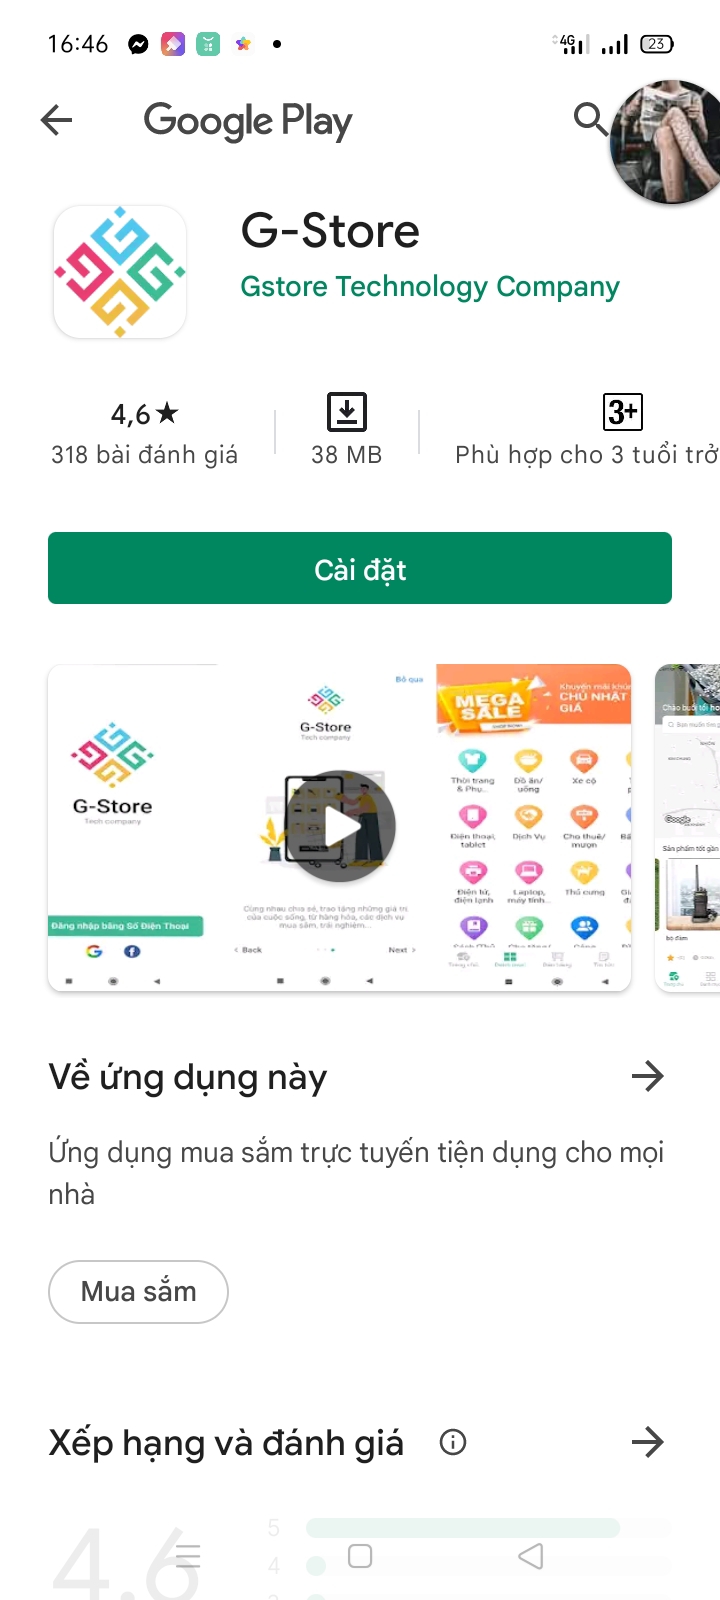 16:46
4G
23
Google Play
G-Store
Gstore Technology Company
4,6★
318 bài đánh giá
38 MB
3+
Phù hợp cho 3 tuổi trở
Cài đặt
G-Store
Tech company
Đăng nhập bằng Số Điện Thoại
Bỏ qua
G-Store
Tech company
Cùng nhau chia sẻ, trao tặng những giá trị
của cuộc sống, từ hàng hóa, các dịch vụ
mua sắm, trải nghiệm...
< Back
Next >
MEGA
SALE
Khuyến mãi
CHỦ NHẬT
GIÁ
Thời trang
& Phụ...
Đồ ăn/
uống
Xe cộ
Điện thoại,
tablet
Dịch Vụ
Cho thuê/
mượn
Điện tử,
điện lạnh
Laptop,
máy tính...
Thú cưng
Chào buổi tối
Bạn muốn tìm
Google
Sản phẩm tốt gần
bộ đàm
Về ứng dụng này
Ứng dụng mua sắm trực tuyến tiện dụng cho mọi
nhà
Mua sắm
Xếp hạng và đánh giá
4,6
5
4